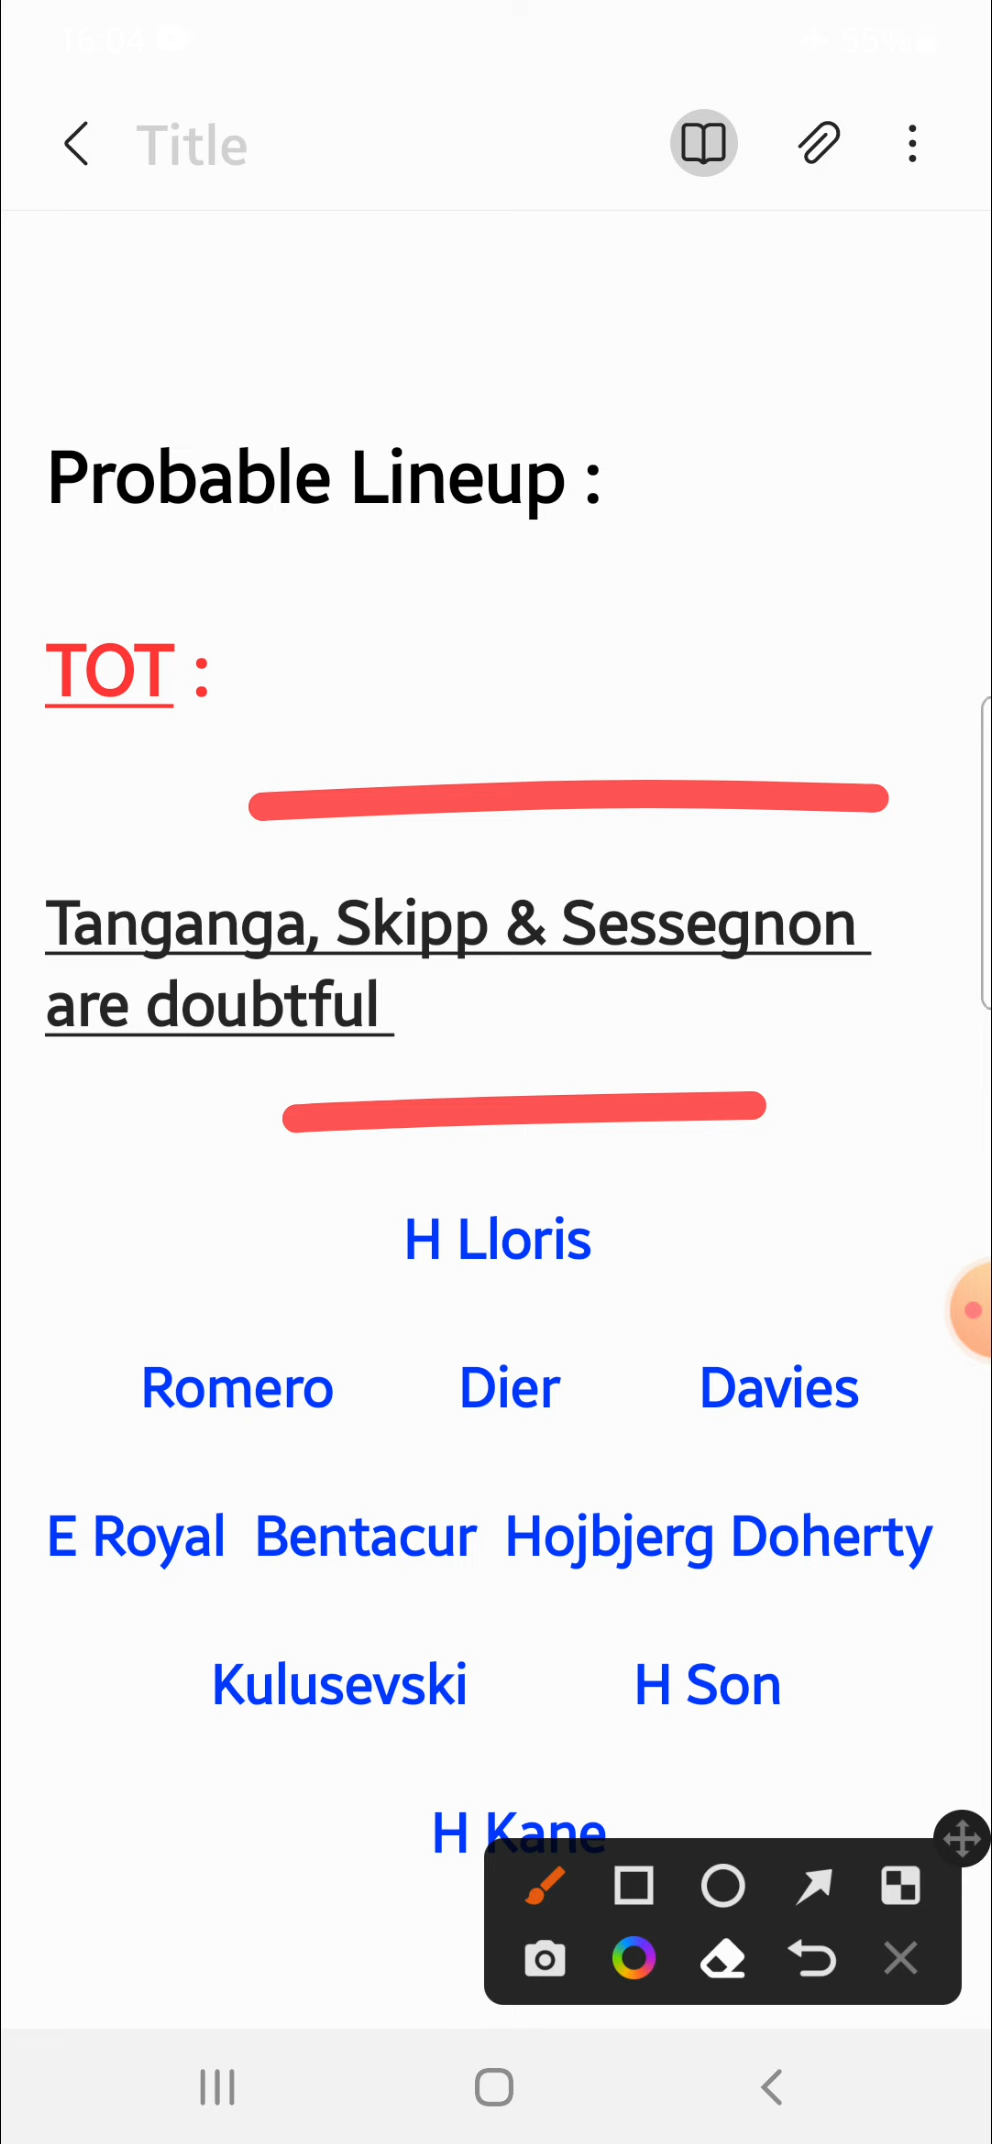 Title
Probable Lineup :
TOT :
Tanganga, Skipp & Sessegnon
are doubtful
H Lloris
Romero Dier Davies
E Royal Bentacur Hojbjerg Doherty
Kulusevski H Son
H Kane